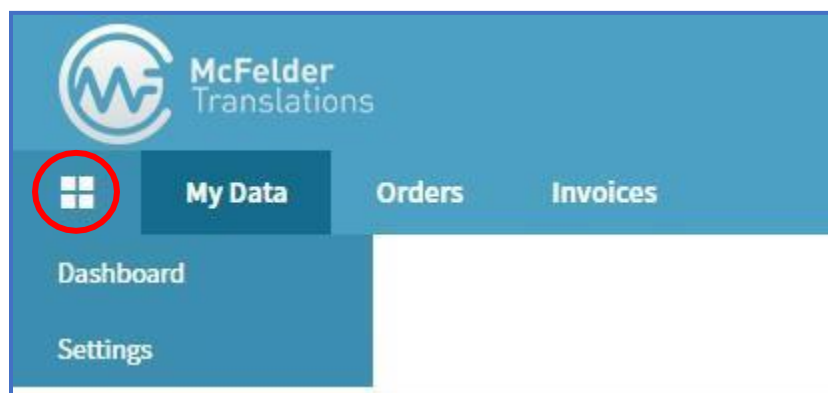 McFelder
Translations
My Data Orders Invoices
Dashboard
Settings